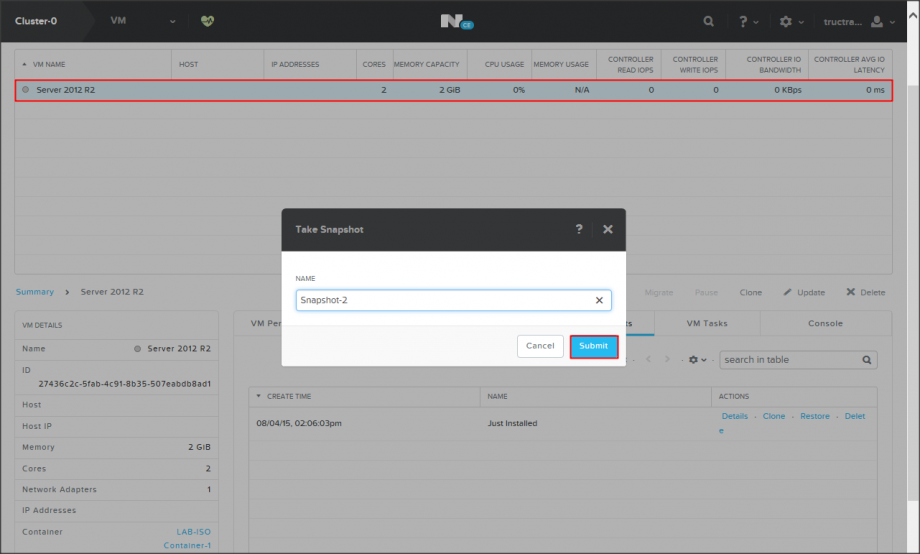 Cluster-0 VM N CE ? tructra...
VM NAME HOST IP ADDRESSES CORES MEMORY CAPACITY CPU USAGE MEMORY USAGE CONTROLLER READ IOPS CONTROLLER WRITE IOPS CONTROLLER IO BANDWIDTH CONTROLLER AVG IO LATENCY
Server 2012 R2 2 2 GiB 0% N/A 0 0 0 KBps 0 ms
Take Snapshot ?
NAME
Snapshot-2
Cancel Submit
Summary Server 2012 R2 Migrate Pause Clone Update Delete
VM DETAILS
Name Server 2012 R2
ID
27436c2c-5fab-4c91-8b35-507eabdb8ad1
Host
Host IP
Memory 2 GiB
Cores 2
Network Adapters 1
IP Addresses
Container LAB-ISO
Container-1
VM Per ts VM Tasks Console
search in table
CREATE TIME NAME ACTIONS
08/04/15, 02:06:03pm Just Installed Details · Clone · Restore · Delet
e